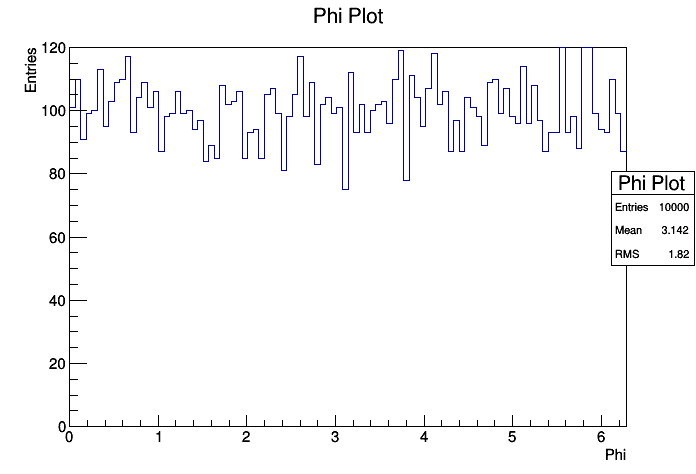 Phi Plot
Entries
120
100
80
60
40
20
0
0 1 2 3 4 5 6
Phi
Phi Plot
Entries 10000
Mean 3.142
RMS 1.82